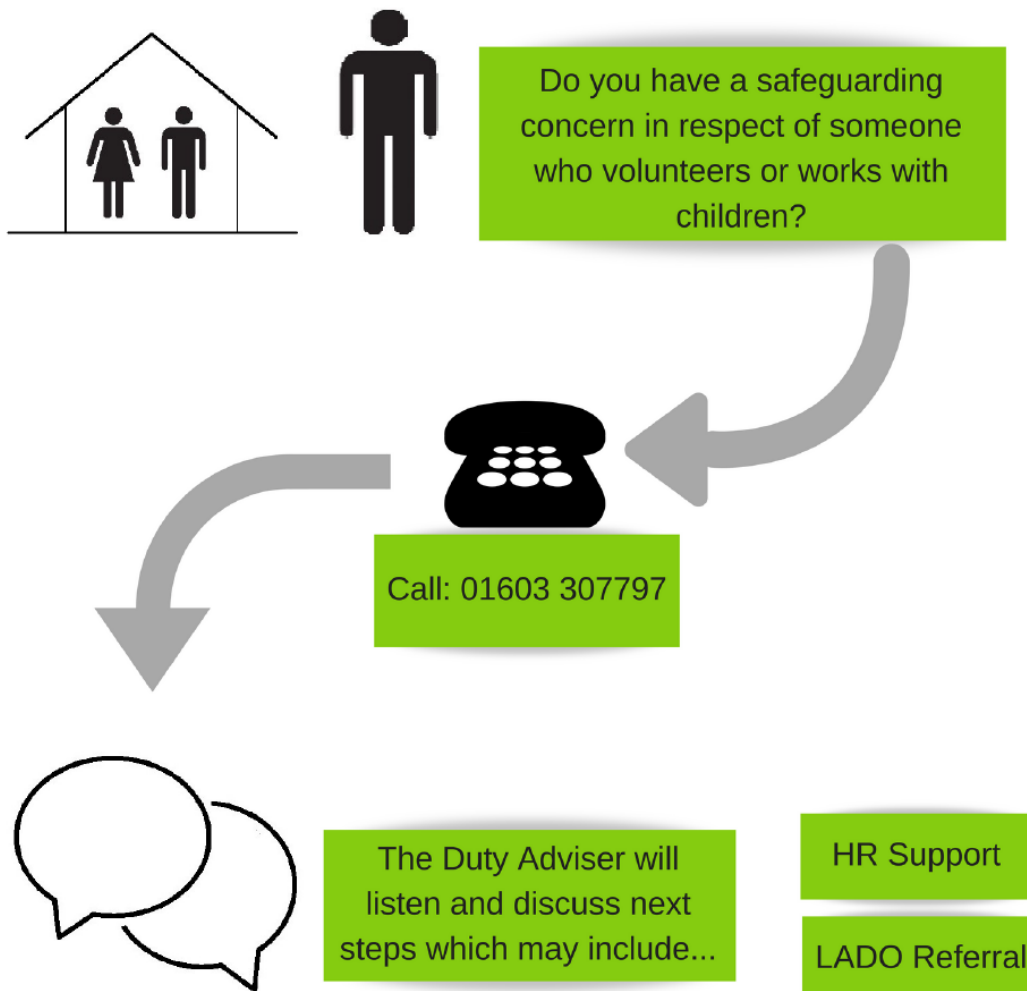 Do you have a safeguarding
concern in respect of someone
who volunteers or works with
children?
Call: 01603 307797
The Duty Adviser will
listen and discuss next
steps which may include...
HR Support
LADO Referral